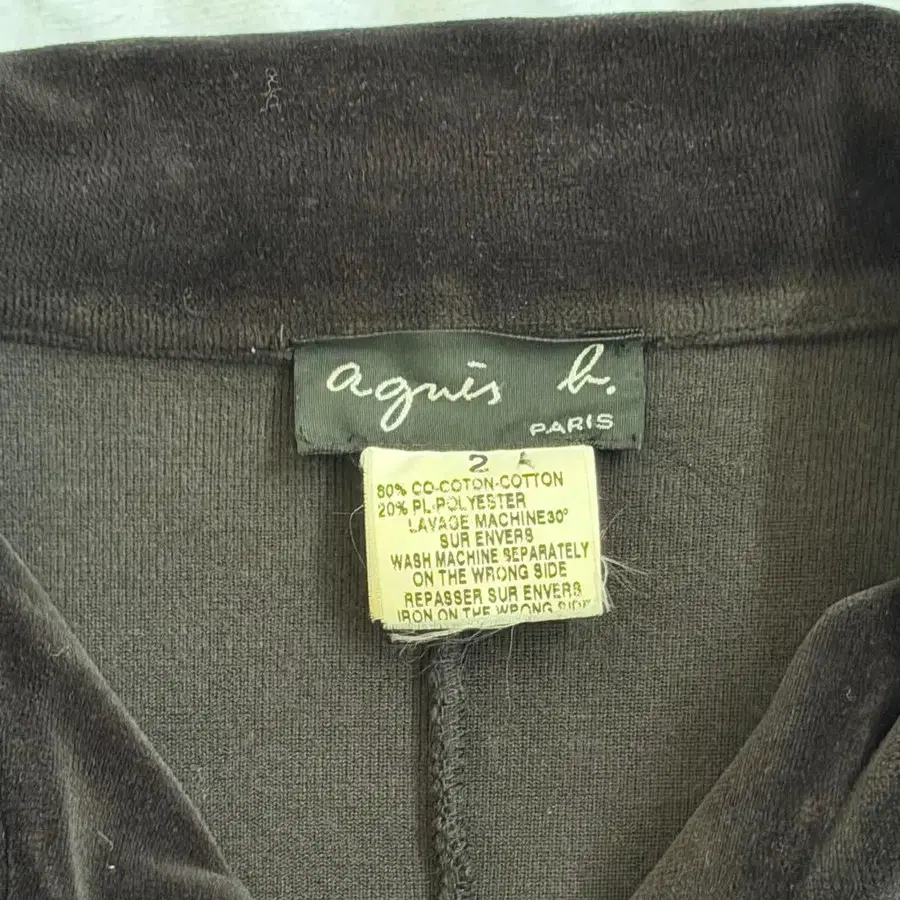 agnès b.
PARIS
2
80% CO-COTON-COTTON
20% PL-POLYESTER
LAVAGE MACHINE30°
SUR ENVERS
WASH MACHINE SEPARATELY
ON THE WRONG SIDE
REPASSER SUR ENVERS
IRON ON THE WRONG SIDE